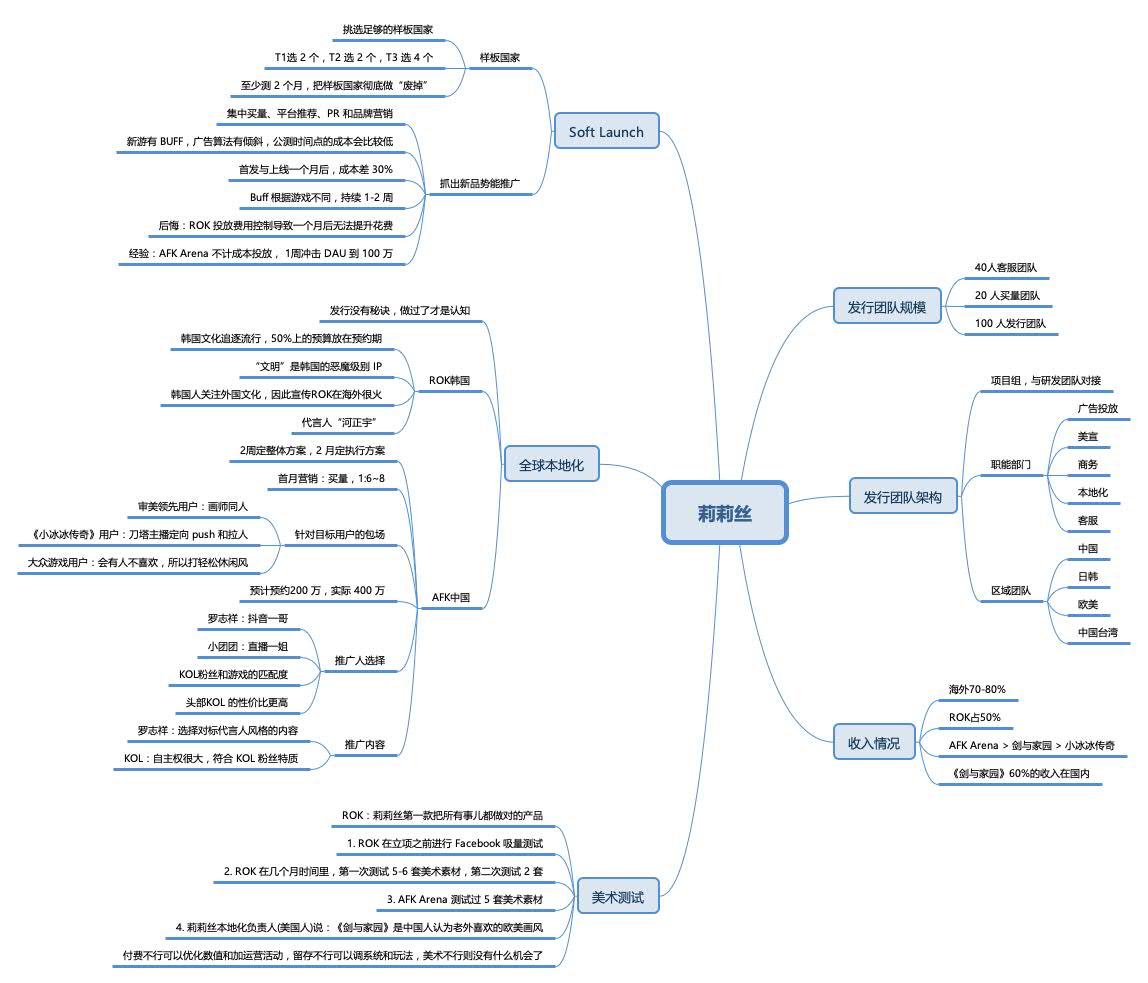 莉莉丝
Soft Launch
样板国家
挑选足够的样板国家
T1选 2 个，T2 选 2 个，T3 选 4 个
至少测 2 个月，把样板国家彻底做“废掉”
抓出新品势能推广
集中买量、平台推荐、PR 和品牌营销
新游有 BUFF，广告算法有倾斜，公测时间点的成本会比较低
首发与上线一个月后，成本差 30%
Buff 根据游戏不同，持续 1-2 周
后悔：ROK 投放费用控制导致一个月后无法提升花费
经验：AFK Arena 不计成本投放， 1周冲击 DAU 到 100 万
全球本地化
发行没有秘诀，做过了才是认知
ROK韩国
韩国文化追逐流行，50%上的预算放在预约期
“文明”是韩国的恶魔级别 IP
韩国人关注外国文化，因此宣传ROK在海外很火
代言人“河正宇”
AFK中国
2周定整体方案，2 月定执行方案
首月营销：买量，1:6~8
针对目标用户的包场
审美领先用户：画师同人
《小冰冰传奇》用户：刀塔主播定向 push 和拉人
大众游戏用户：会有人不喜欢，所以打轻松休闲风
预计预约200 万，实际 400 万
推广人选择
罗志祥：抖音一哥
小团团：直播一姐
KOL粉丝和游戏的匹配度
头部KOL 的性价比更高
推广内容
罗志祥：选择对标代言人风格的内容
KOL：自主权很大，符合 KOL 粉丝特质
美术测试
ROK：莉莉丝第一款把所有事儿都做对的产品
1. ROK 在立项之前进行 Facebook 吸量测试
2. ROK 在几个月时间里，第一次测试 5-6 套美术素材，第二次测试 2 套
3. AFK Arena 测试过 5 套美术素材
4. 莉莉丝本地化负责人(美国人)说：《剑与家园》是中国人认为老外喜欢的欧美画风
付费不行可以优化数值和加运营活动，留存不行可以调系统和玩法，美术不行则没有什么机会了
发行团队规模
40人客服团队
20 人买量团队
100 人发行团队
发行团队架构
项目组，与研发团队对接
职能部门
广告投放
美宣
商务
本地化
客服
区域团队
中国
日韩
欧美
中国台湾
收入情况
海外70-80%
ROK占50%
AFK Arena > 剑与家园 > 小冰冰传奇
《剑与家园》60%的收入在国内